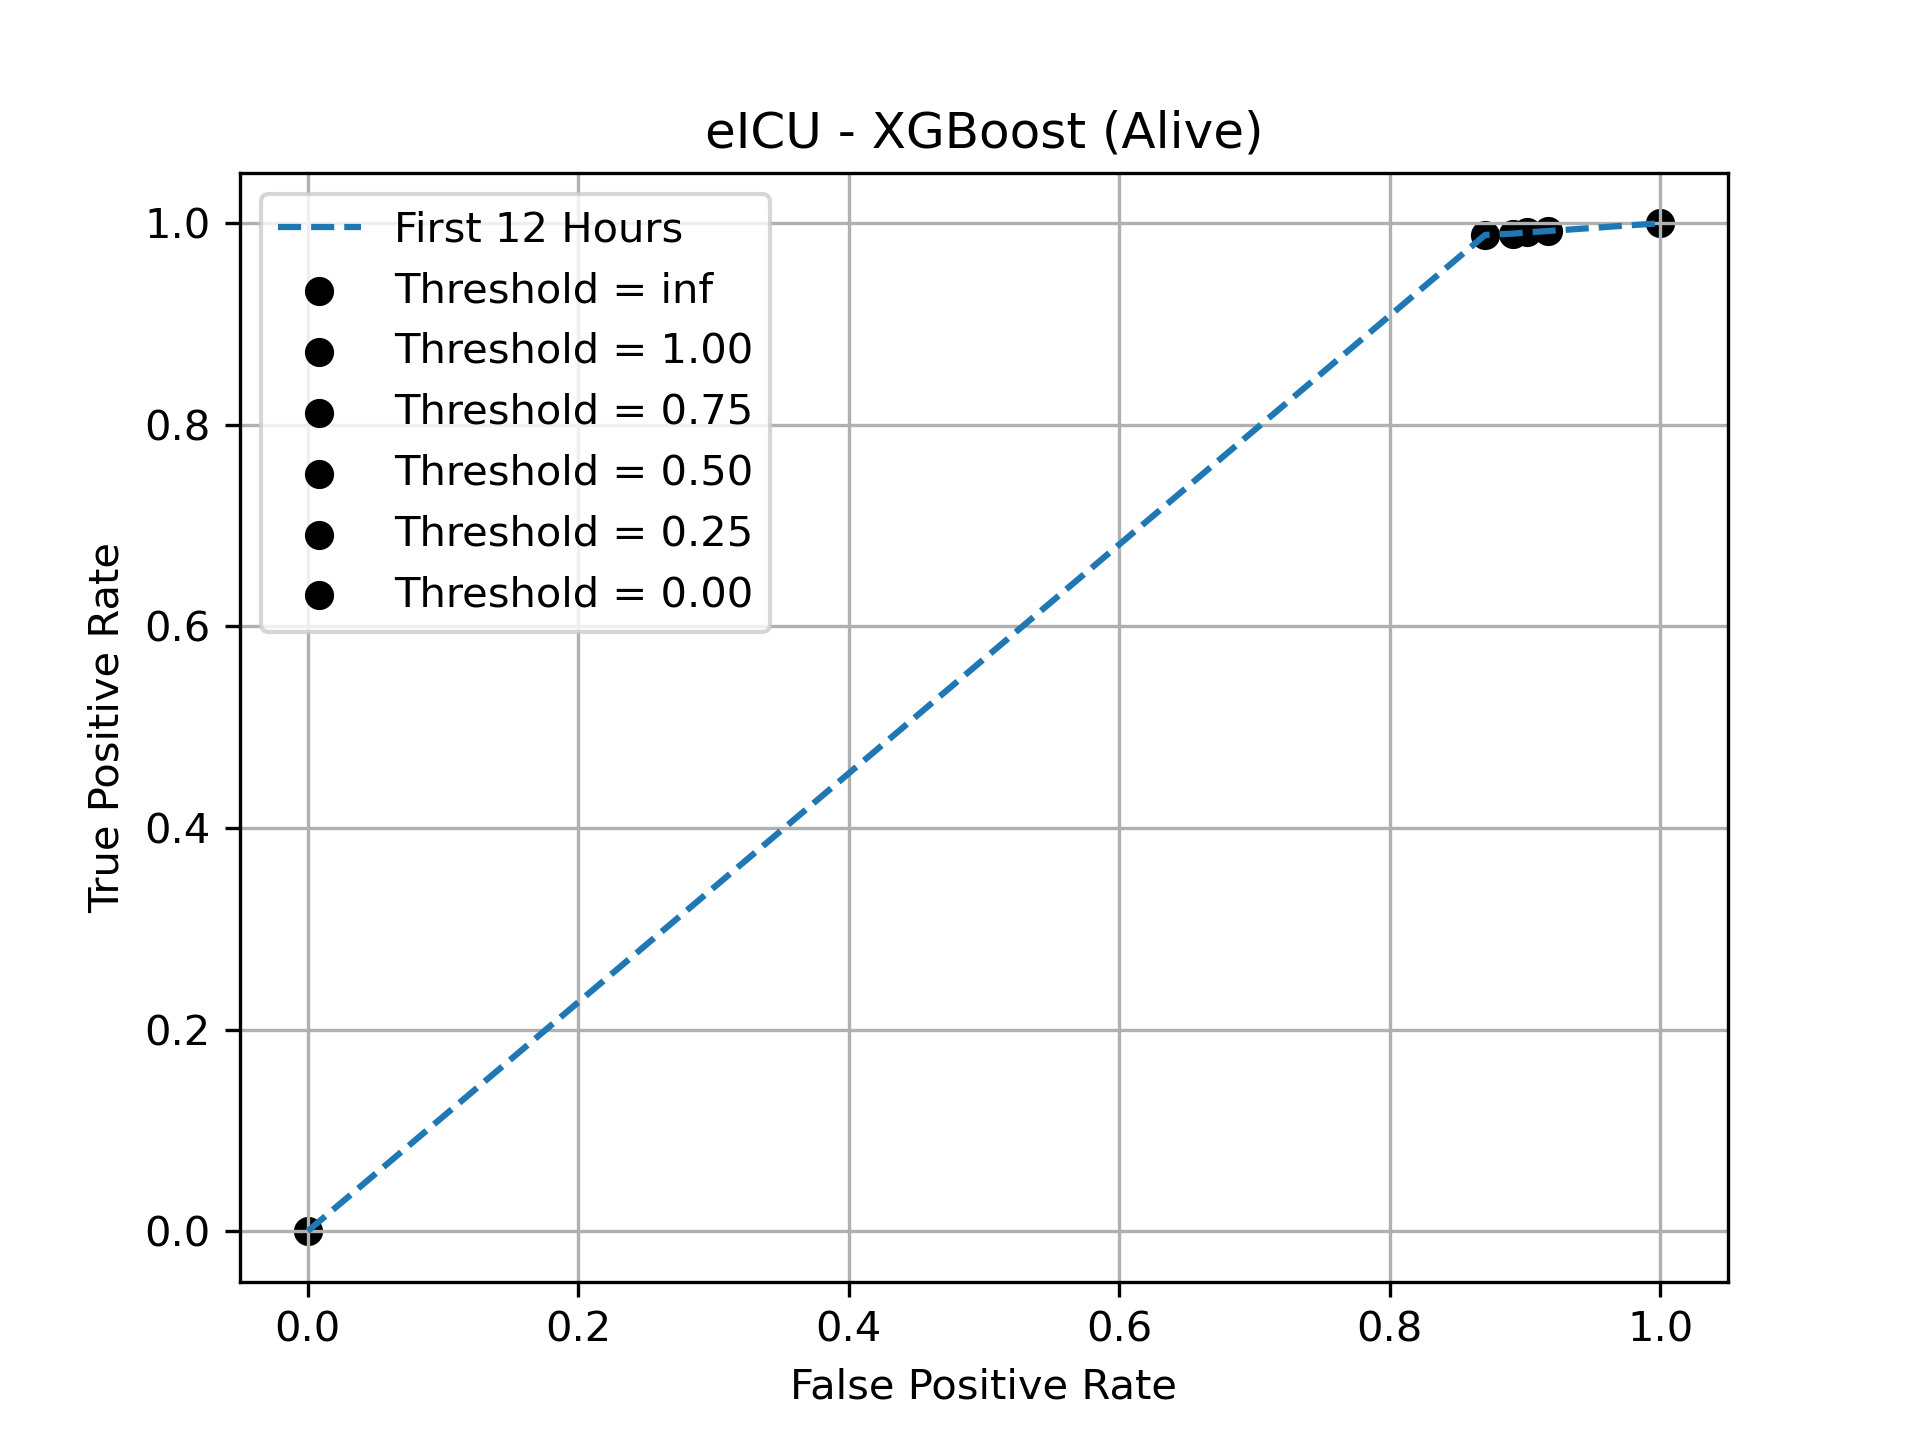 eICU - XGBoost (Alive)
First 12 Hours
Threshold = inf
Threshold = 1.00
Threshold = 0.75
Threshold = 0.50
Threshold = 0.25
Threshold = 0.00
True Positive Rate
1.0
0.8
0.6
0.4
0.2
0.0
0.0 0.2 0.4 0.6 0.8 1.0
False Positive Rate